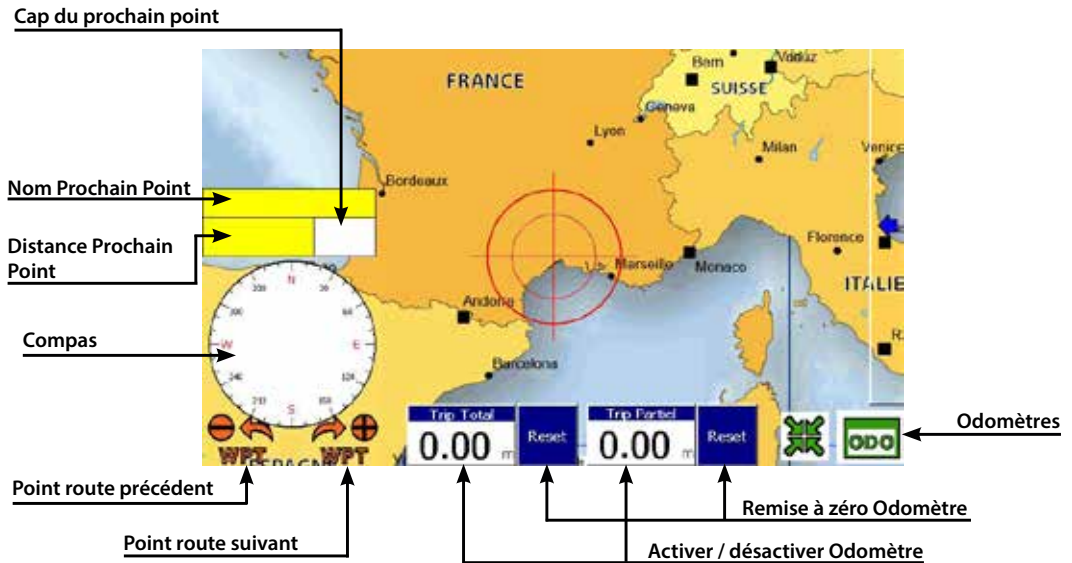 Cap du prochain point
FRANCE
Bern
Vaduz
SUISSE
Geneva
Lyon
Milan
Venice
Nom Prochain Point
Bordeaux
Distance Prochain
Point
Florence
Marseille
Monaco
ITALIE
N
Andorra
Compas
W
E
Barcelona
S
Trip Total
0.00 m
Reset
Trip Partiel
0.00 m
Reset
ODO
Odomètres
WPT
WPT
Point route précédent
Remise à zéro Odomètre
Point route suivant
Activer / désactiver Odomètre